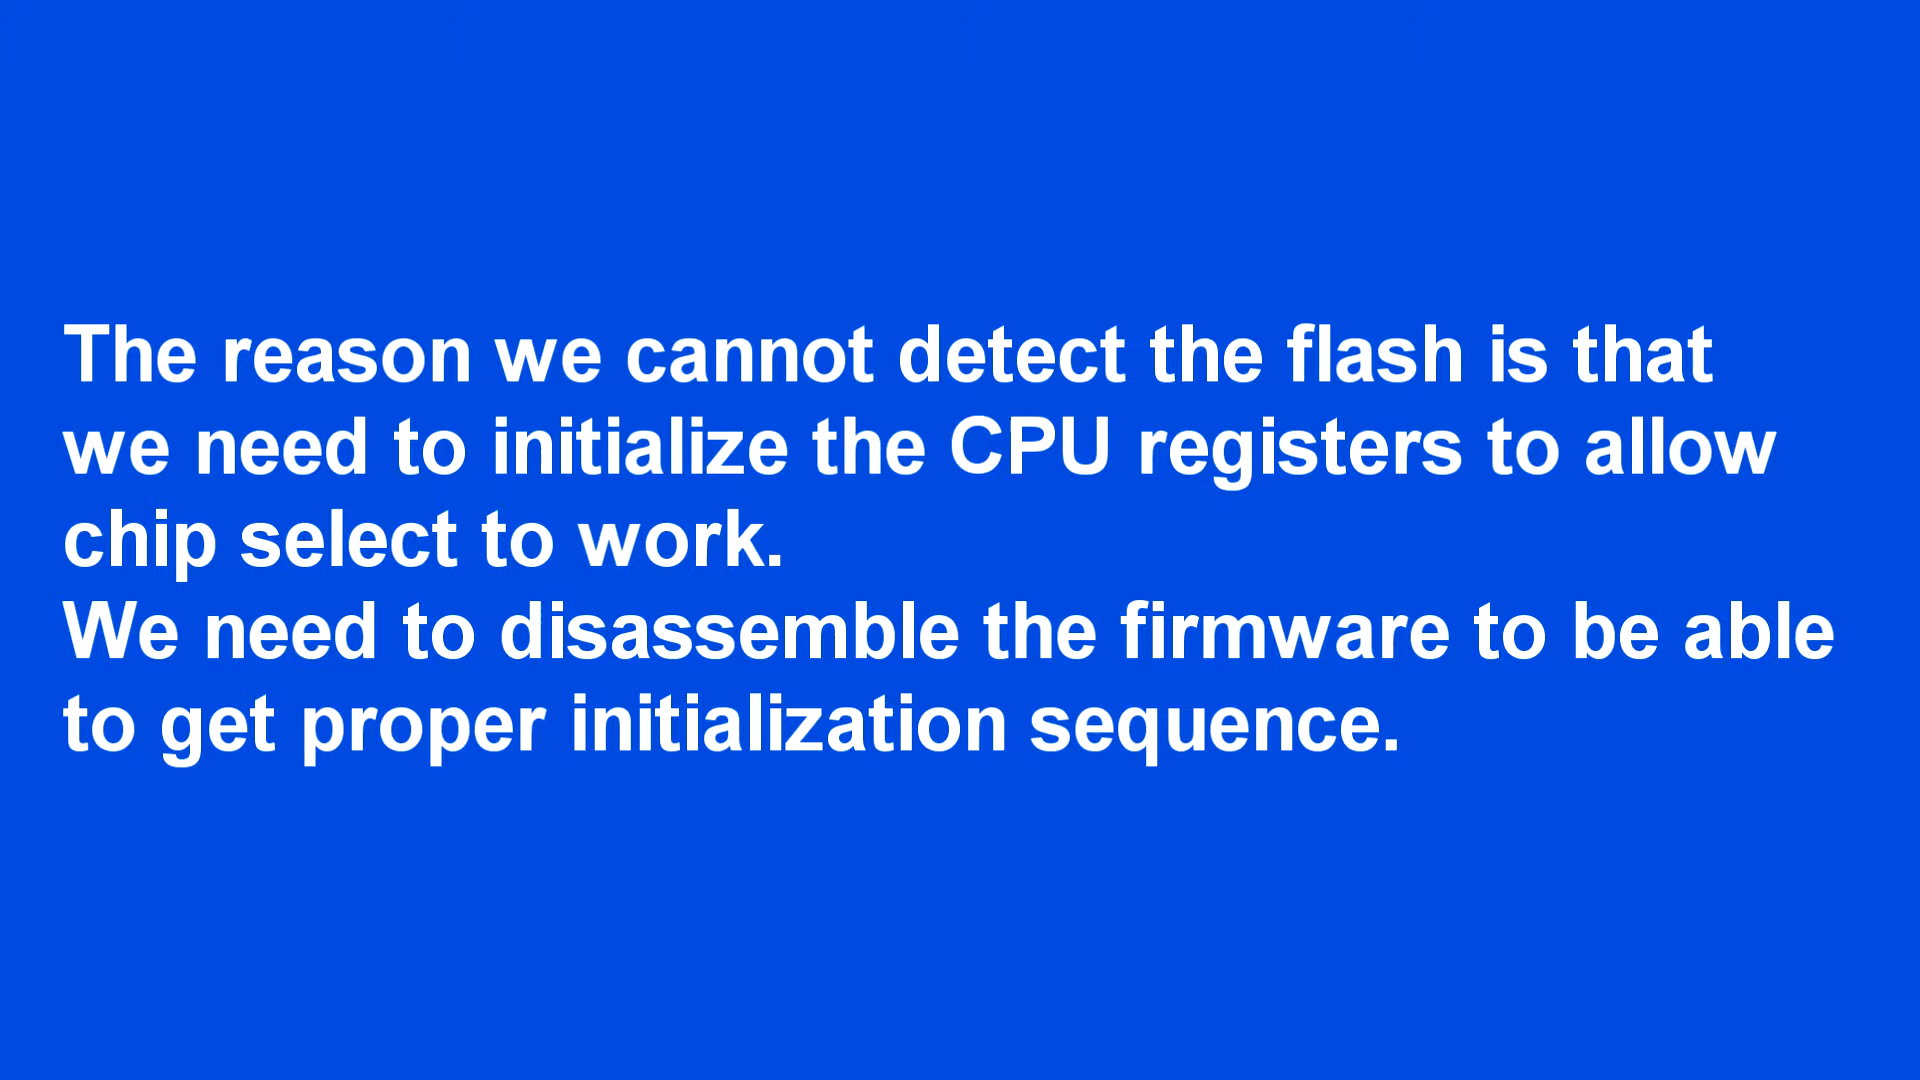 The reason we cannot detect the flash is that
we need to initialize the CPU registers to allow
chip select to work.
We need to disassemble the firmware to be able
to get proper initialization sequence.